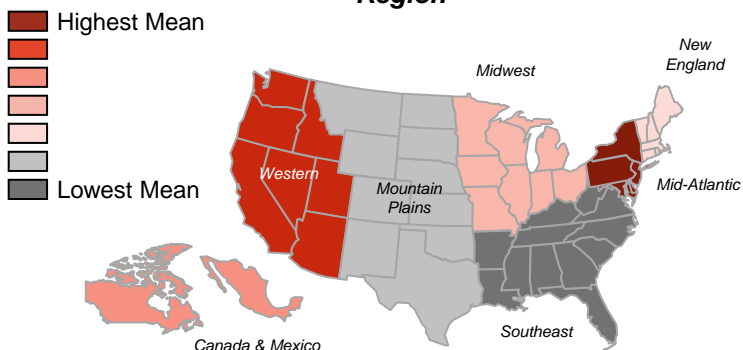 Region
Highest Mean
Lowest Mean
New
England
Midwest
Western
Mountain
Plains
Mid-Atlantic
Southeast
Canada & Mexico